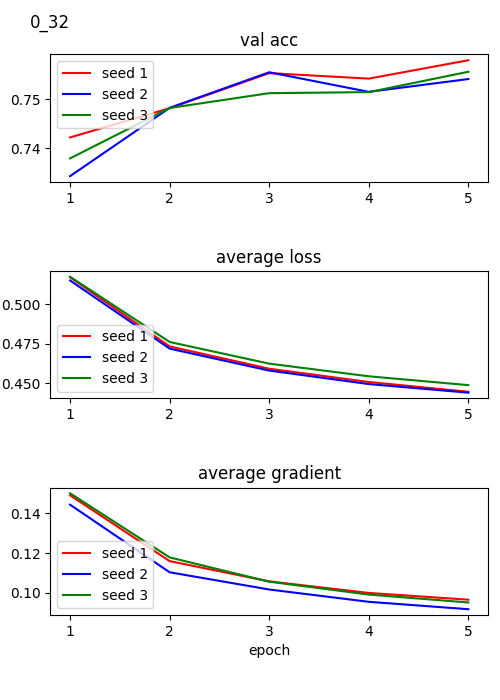 0_32
val acc
seed 1
seed 2
seed 3
0.75
0.74
1 2 3 4 5
average loss
0.500
0.475
0.450
seed 1
seed 2
seed 3
1 2 3 4 5
average gradient
0.14
0.12
0.10
seed 1
seed 2
seed 3
1 2 3 4 5
epoch